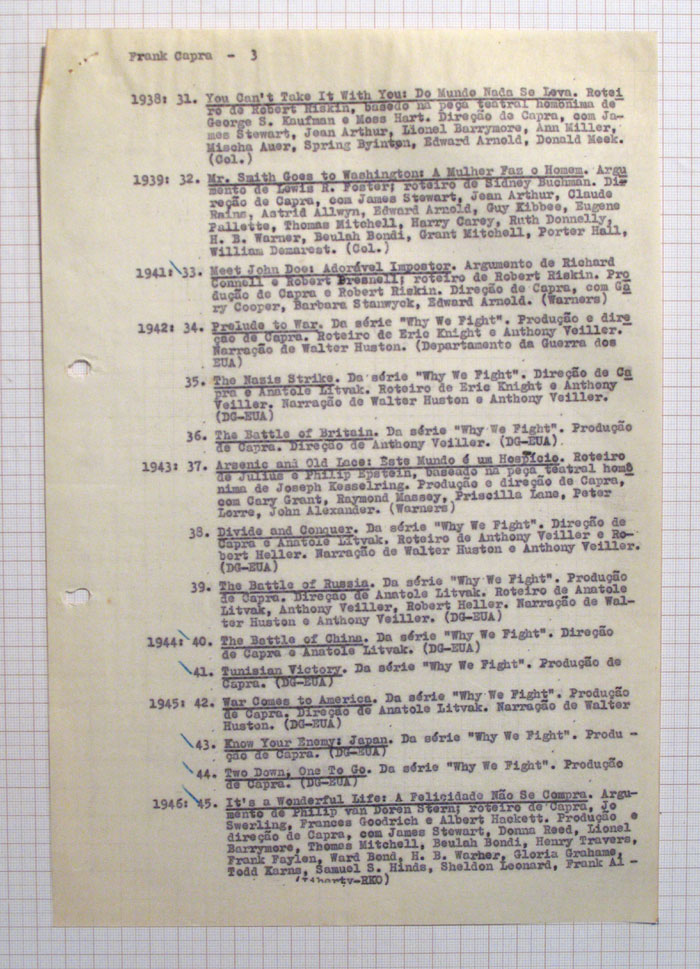 Frank Capra - 3
1938: 31. You Can't Take It With You: Do Mundo Nada Se Leva. Rotei
ro de Robert Riskin, basedo na peça teatral homônima de
George S. Kaufman e Moss Hart. Direção de Capra, com Ja-
mes Stewart, Jean Arthur, Lionel Barrymore, Ann Miller,
Mischa Auer, Spring Byinton, Edward Arnold, Donald Meek.
(Col.)
1939: 32. Mr. Smith Goes to Washington: A Mulher Faz o Homem. Argu
mento de Lewis R. Foster; roteiro de Sidney Buchman. Di-
reção de Capra, com James Stewart, Jean Arthur, Claude
Rains, Astrid Allwyn, Edward Arnold, Guy Kibbee, Eugene
Pallette, Thomas Mitchell, Harry Carey, Ruth Donnelly,
H. B. Warner, Beulah Bondi, Grant Mitchell, Porter Hall,
William Demarest. (Col.)
1941: 33. Meet John Doe: Adorável Impostor. Argumento de Richard
Connell e Robert Presnell; roteiro de Robert Riskin. Pro
dução de Capra e Robert Riskin. Direção de Capra, com Ga
ry Cooper, Barbara Stanwyck, Edward Arnold. (Warners)
1942: 34. Prelude to War. Da série "Why We Fight". Produção e dire
ção de Capra. Roteiro de Eric Knight e Anthony Veiller.
Narração de Walter Huston. (Departamento da Guerra dos
EUA)
35. The Nazis Strike. Da série "Why We Fight". Direção de Ca
pra e Anatole Litvak. Roteiro de Eric Knight e Anthony
Veiller. Narração de Walter Huston e Anthony Veiller.
(DG-EUA)
36. The Battle of Britain. Da série "Why We Fight". Produção
de Capra. Direção de Anthony Veiller. (DG-EUA)
1943: 37. Arsenic and Old Lace: Este Mundo é um Hospício. Roteiro
de Julius e Philip Epstein, baseado na peça teatral homô
nima de Joseph Kesselring. Produção e direção de Capra,
com Cary Grant, Raymond Massey, Priscilla Lane, Peter
Lorre, John Alexander. (Warners)
38. Divide and Conquer. Da série "Why We Fight". Direção de
Capra e Anatole Litvak. Roteiro de Anthony Veiller e Ro-
bert Heller. Narração de Walter Huston e Anthony Veiller.
(DG-EUA)
39. The Battle of Russia. Da série "Why We Fight". Produção
de Capra. Direção de Anatole Litvak. Roteiro de Anatole
Litvak, Anthony Veiller, Robert Heller. Narração de Wal-
ter Huston e Anthony Veiller. (DG-EUA)
1944: 40. The Battle of China. Da série "Why We Fight". Direção
de Capra e Anatole Litvak. (DG-EUA)
41. Tunisian Victory. Da série "Why We Fight". Produção de
Capra. (DG-EUA)
1945: 42. War Comes to America. Da série "Why We Fight". Produção
de Capra. Direção de Anatole Litvak. Narração de Walter
Huston. (DG-EUA)
43. Know Your Enemy: Japan. Da série "Why We Fight". Produ -
ção de Capra. (DG-EUA)
44. Two Down, One To Go. Da série "Why We Fight". Produção
de Capra. (DG-EUA)
1946: 45. It's a Wonderful Life: A Felicidado Não Se Compra. Argu-
mento de Philip van Doren Stern; roteiro de Capra, Jo
Swerling, Frances Goodrich e Albert Hackett. Produção e
direção de Capra, com James Stewart, Donna Reed, Lionel
Barrymore, Thomas Mitchell, Beulah Bondi, Henry Travers,
Frank Faylen, Ward Bond, H. B. Warner, Gloria Grahame,
Todd Karns, Samuel S. Hinds, Sheldon Leonard, Frank Al -
(Liberty-RKO)